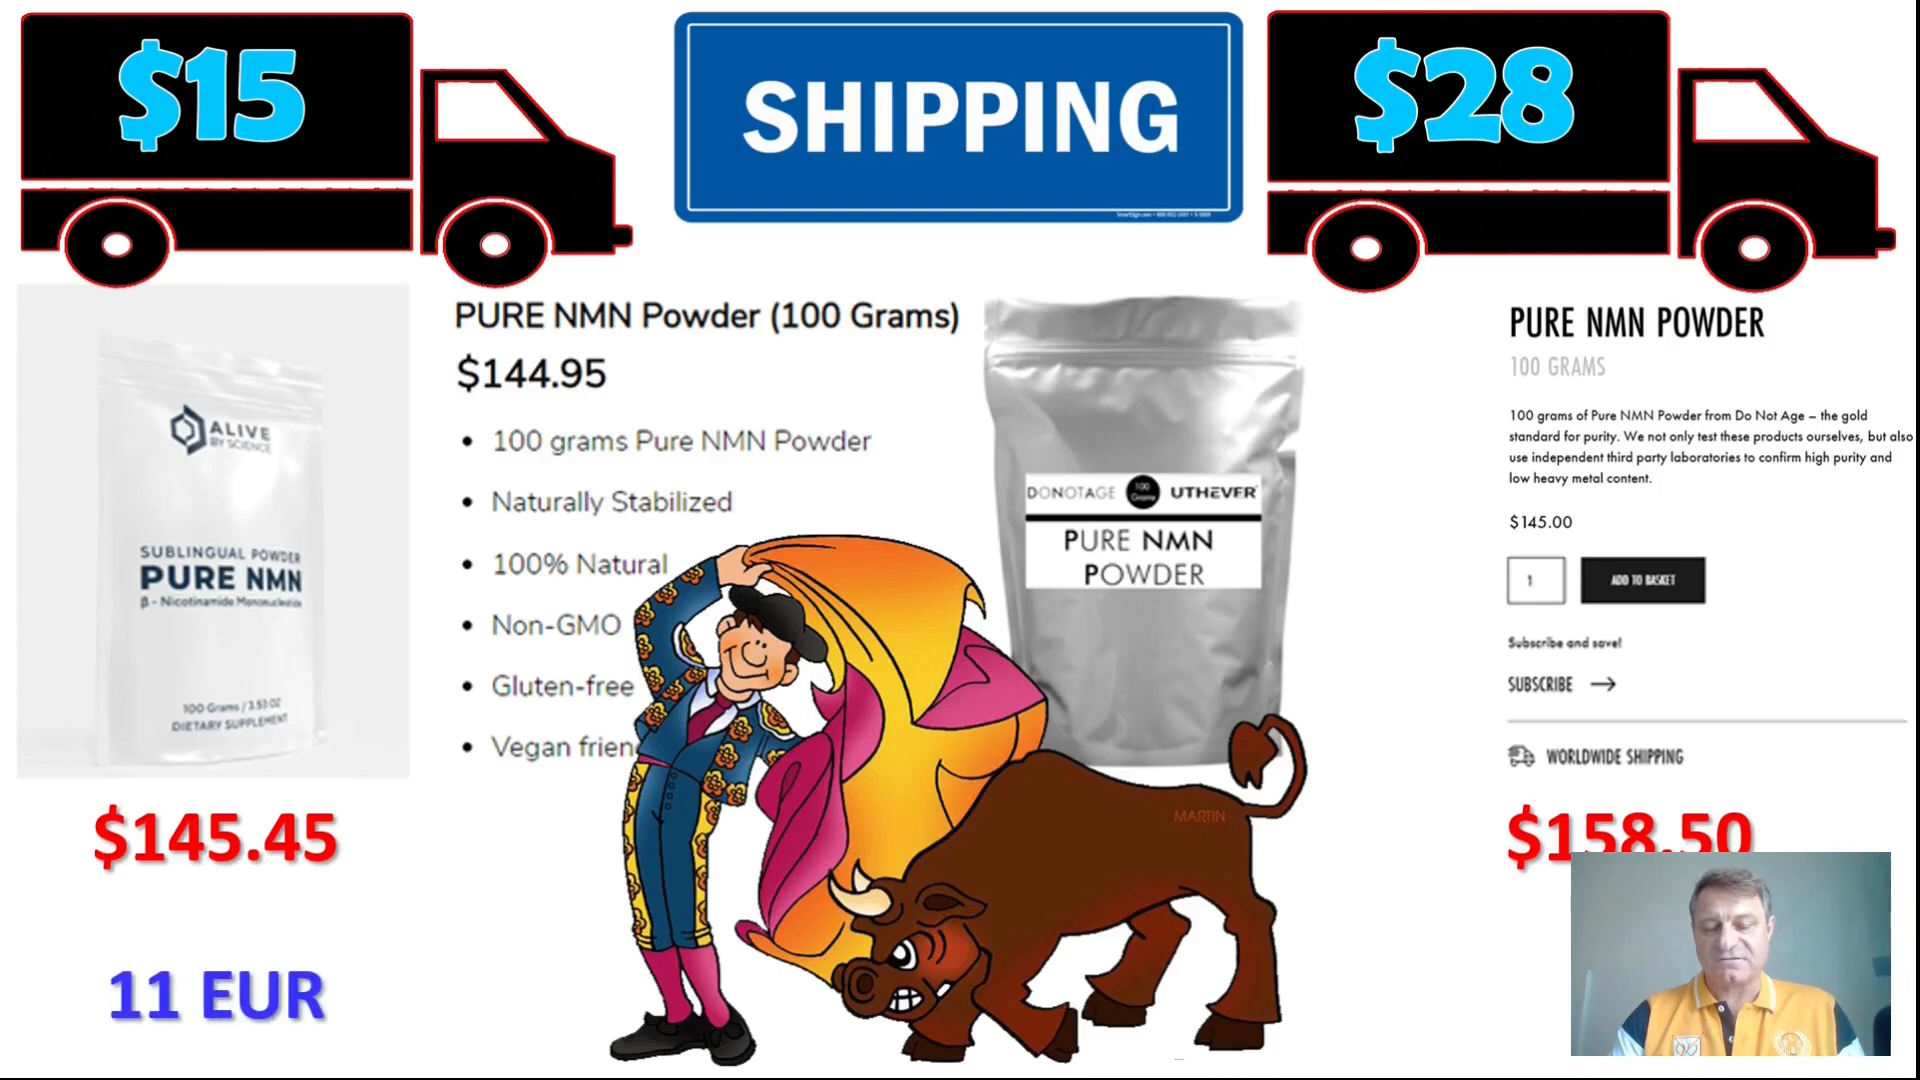 $15
SHIPPING
$28
ALIVE
BY SCIENCE
SUBLINGUAL POWDER
PURE NMN
β - Nicotinamide Mononucleotide
100 Grams / 3.53 OZ
DIETARY SUPPLEMENT
PURE NMN Powder (100 Grams)
$144.95
• 100 grams Pure NMN Powder
• Naturally Stabilized
• 100% Natural
• Non-GMO
• Gluten-free
• Vegan frien
DONOTAGE 100 Grams UTHEVER
PURE NMN
POWDER
MARTIN
PURE NMN POWDER
100 GRAMS
100 grams of Pure NMN Powder from Do Not Age – the gold
standard for purity. We not only test these products ourselves, but also
use independent third party laboratories to confirm high purity and
low heavy metal content.
$145.00
1
ADD TO BASKET
Subscribe and save!
SUBSCRIBE
WORLDWIDE SHIPPING
$145.45
$158.50
11 EUR